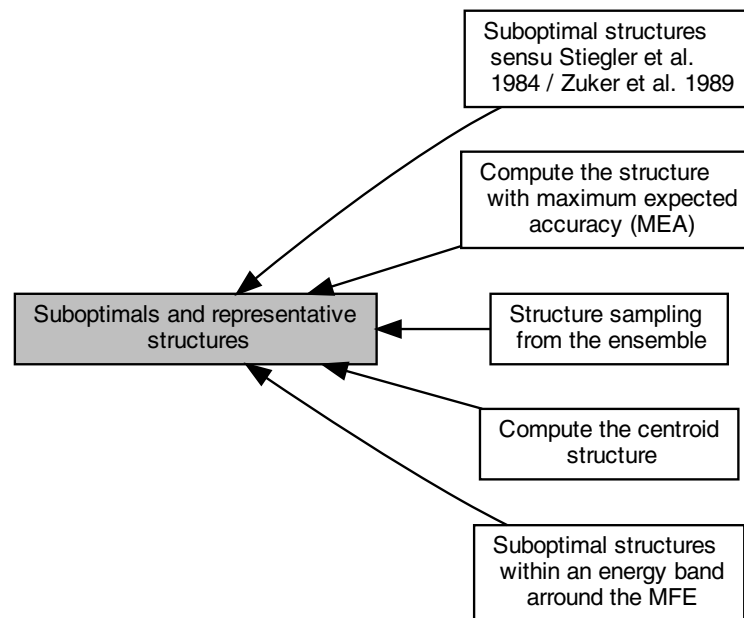 Suboptimal structures
sensu Stiegler et al.
1984 / Zuker et al. 1989
Compute the structure
with maximum expected
accuracy (MEA)
Suboptimals and representative
structures
Structure sampling
from the ensemble
Compute the centroid
structure
Suboptimal structures
within an energy band
arround the MFE